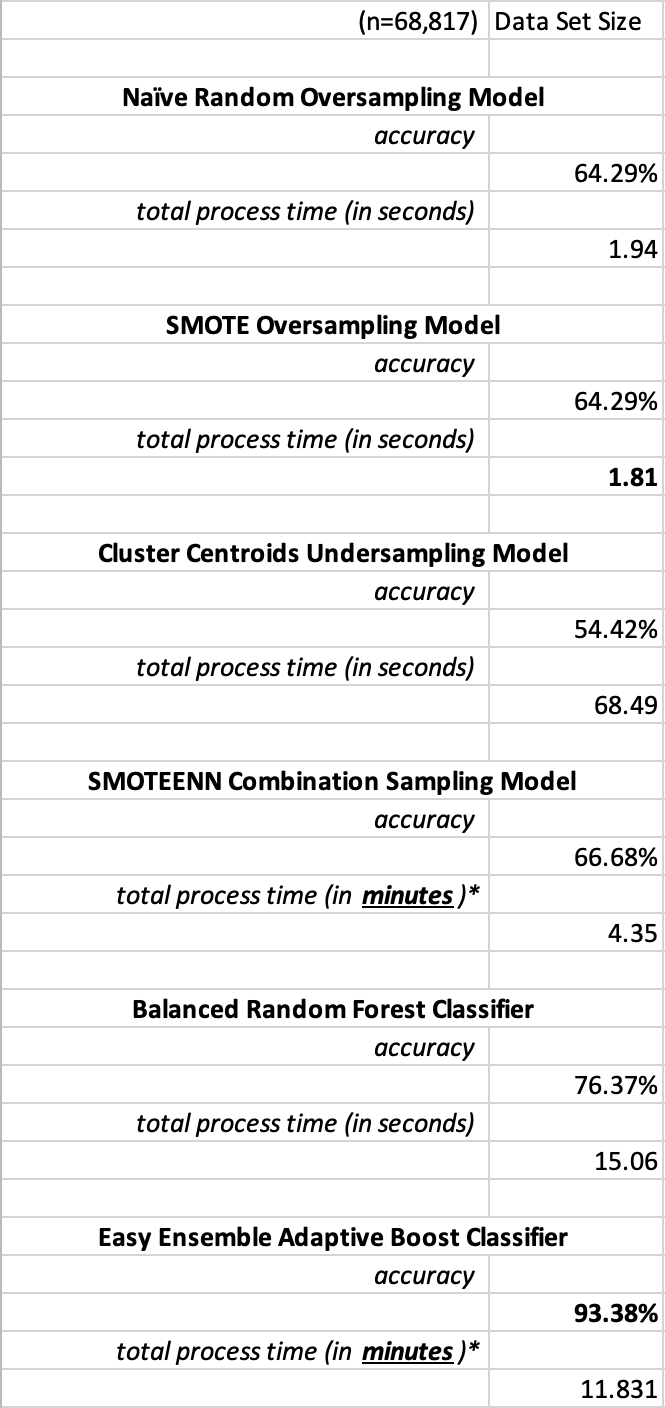 (n=68,817) Data Set Size
Naïve Random Oversampling Model
accuracy
64.29%
total process time (in seconds)
1.94
SMOTE Oversampling Model
accuracy
64.29%
total process time (in seconds)
1.81
Cluster Centroids Undersampling Model
accuracy
54.42%
total process time (in seconds)
68.49
SMOTEENN Combination Sampling Model
accuracy
66.68%
total process time (in minutes)*
4.35
Balanced Random Forest Classifier
accuracy
76.37%
total process time (in seconds)
15.06
Easy Ensemble Adaptive Boost Classifier
accuracy
93.38%
total process time (in minutes)*
11.831